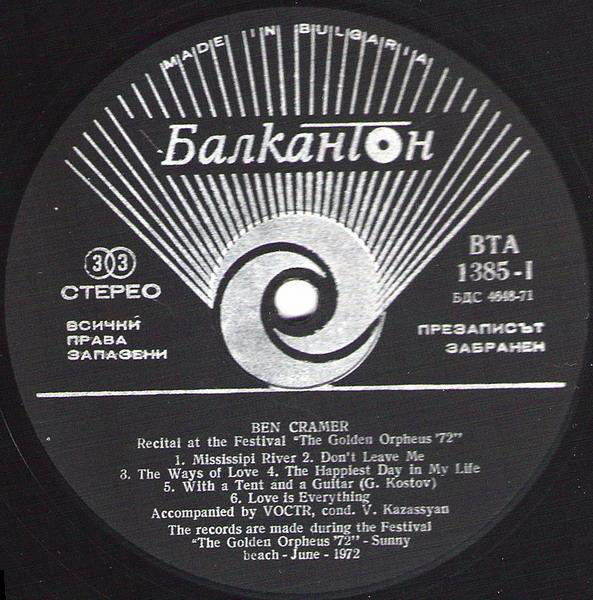 MADE IN BULGARIA
Балкантон
33
СТЕРЕО
ВСИЧКИ
ПРАВА
ЗАПАЗЕНИ
ВТА
1385-I
БДС 4648-71
ПРЕЗАПИСЪТ
ЗАБРАНЕН
BEN CRAMER
Recital at the Festival "The Golden Orpheus '72"
1. Mississipi River 2. Don't Leave Me
3. The Ways of Love 4. The Happiest Day in My Life
5. With a Tent and a Guitar (G. Kostov)
6. Love is Everything
Accompanied by VOCTR, cond. V. Kazassyan
The records are made during the Festival
"The Golden Orpheus '72" - Sunny
beach - June - 1972